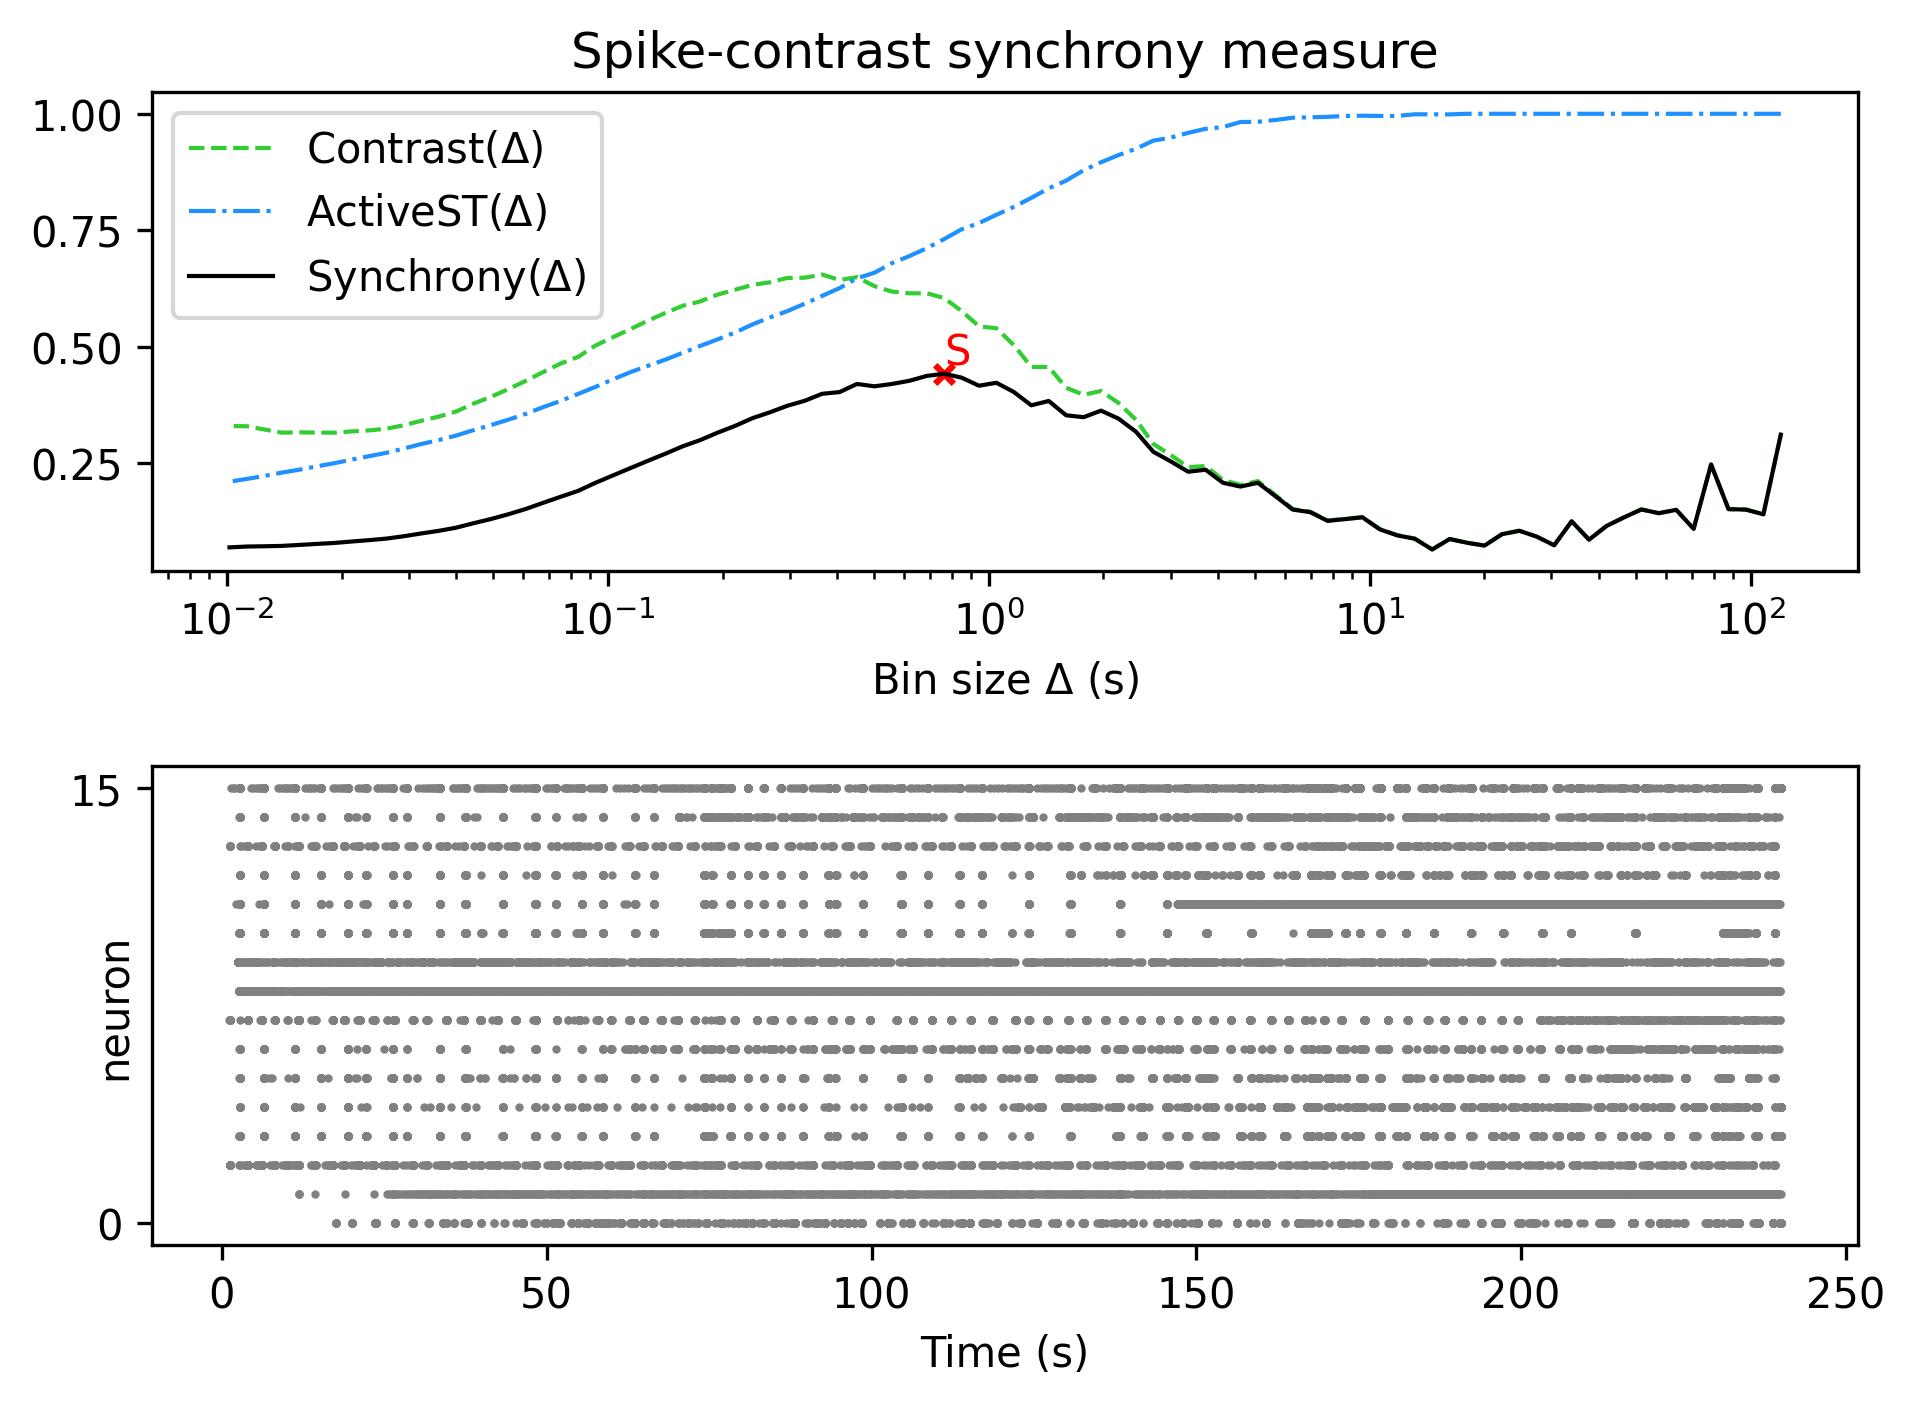 Spike-contrast synchrony measure
1.00
0.75
0.50
0.25
Contrast(Δ)
ActiveST(Δ)
Synchrony(Δ)
S
10⁻² 10⁻¹ 10⁰ 10¹ 10²
Bin size Δ (s)
15
neuron
0
0 50 100 150 200 250
Time (s)